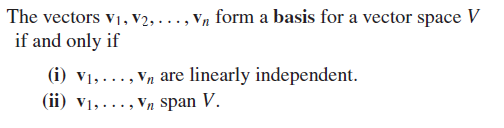 The vectors v₁, v₂, . . . , vₙ form a basis for a vector space V
if and only if
(i) v₁, . . . , vₙ are linearly independent.
(ii) v₁, . . . , vₙ span V.